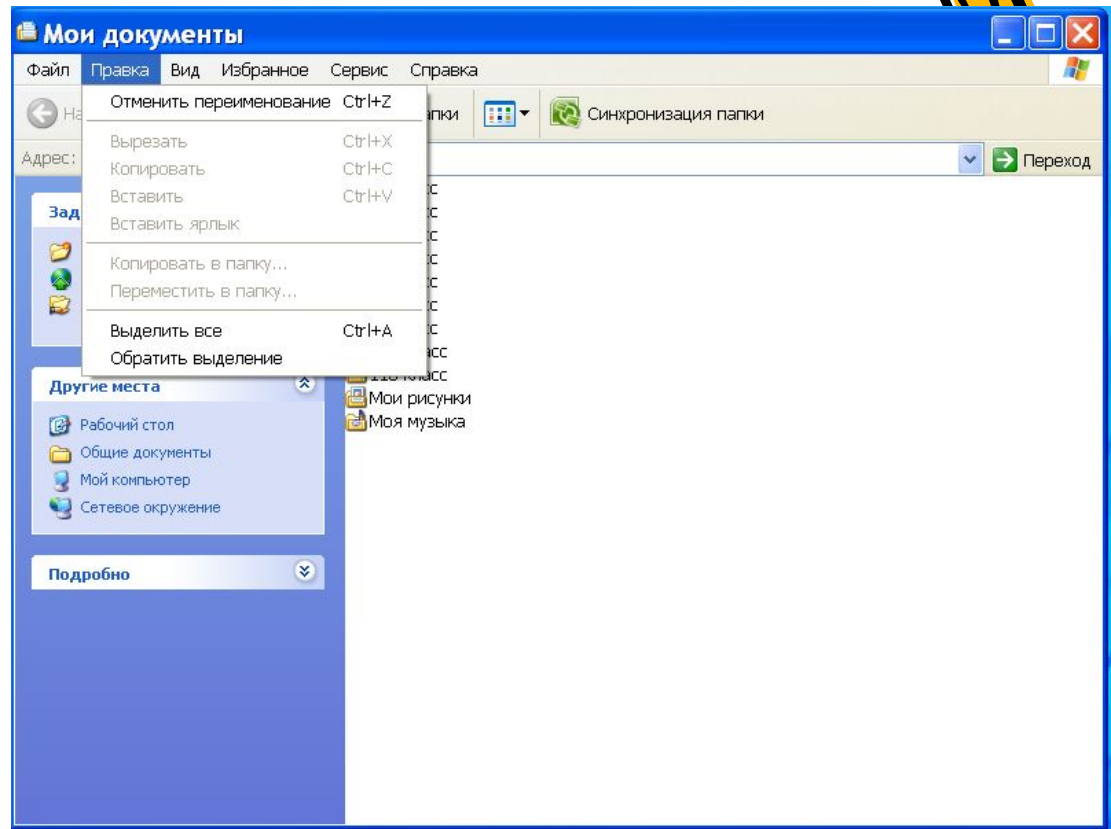 Мои документы
Файл Правка Вид Избранное Сервис Справка
Отменить переименование Ctrl+Z
Синхронизация папки
Вырезать Ctrl+X
Адрес: Переход
Копировать Ctrl+C
Вставить Ctrl+V
Вставить ярлык
Копировать в папку...
Переместить в папку...
Выделить все Ctrl+A
Обратить выделение
Другие места
Рабочий стол
Общие документы
Мой компьютер
Сетевое окружение
Подробно
Мои рисунки
Моя музыка